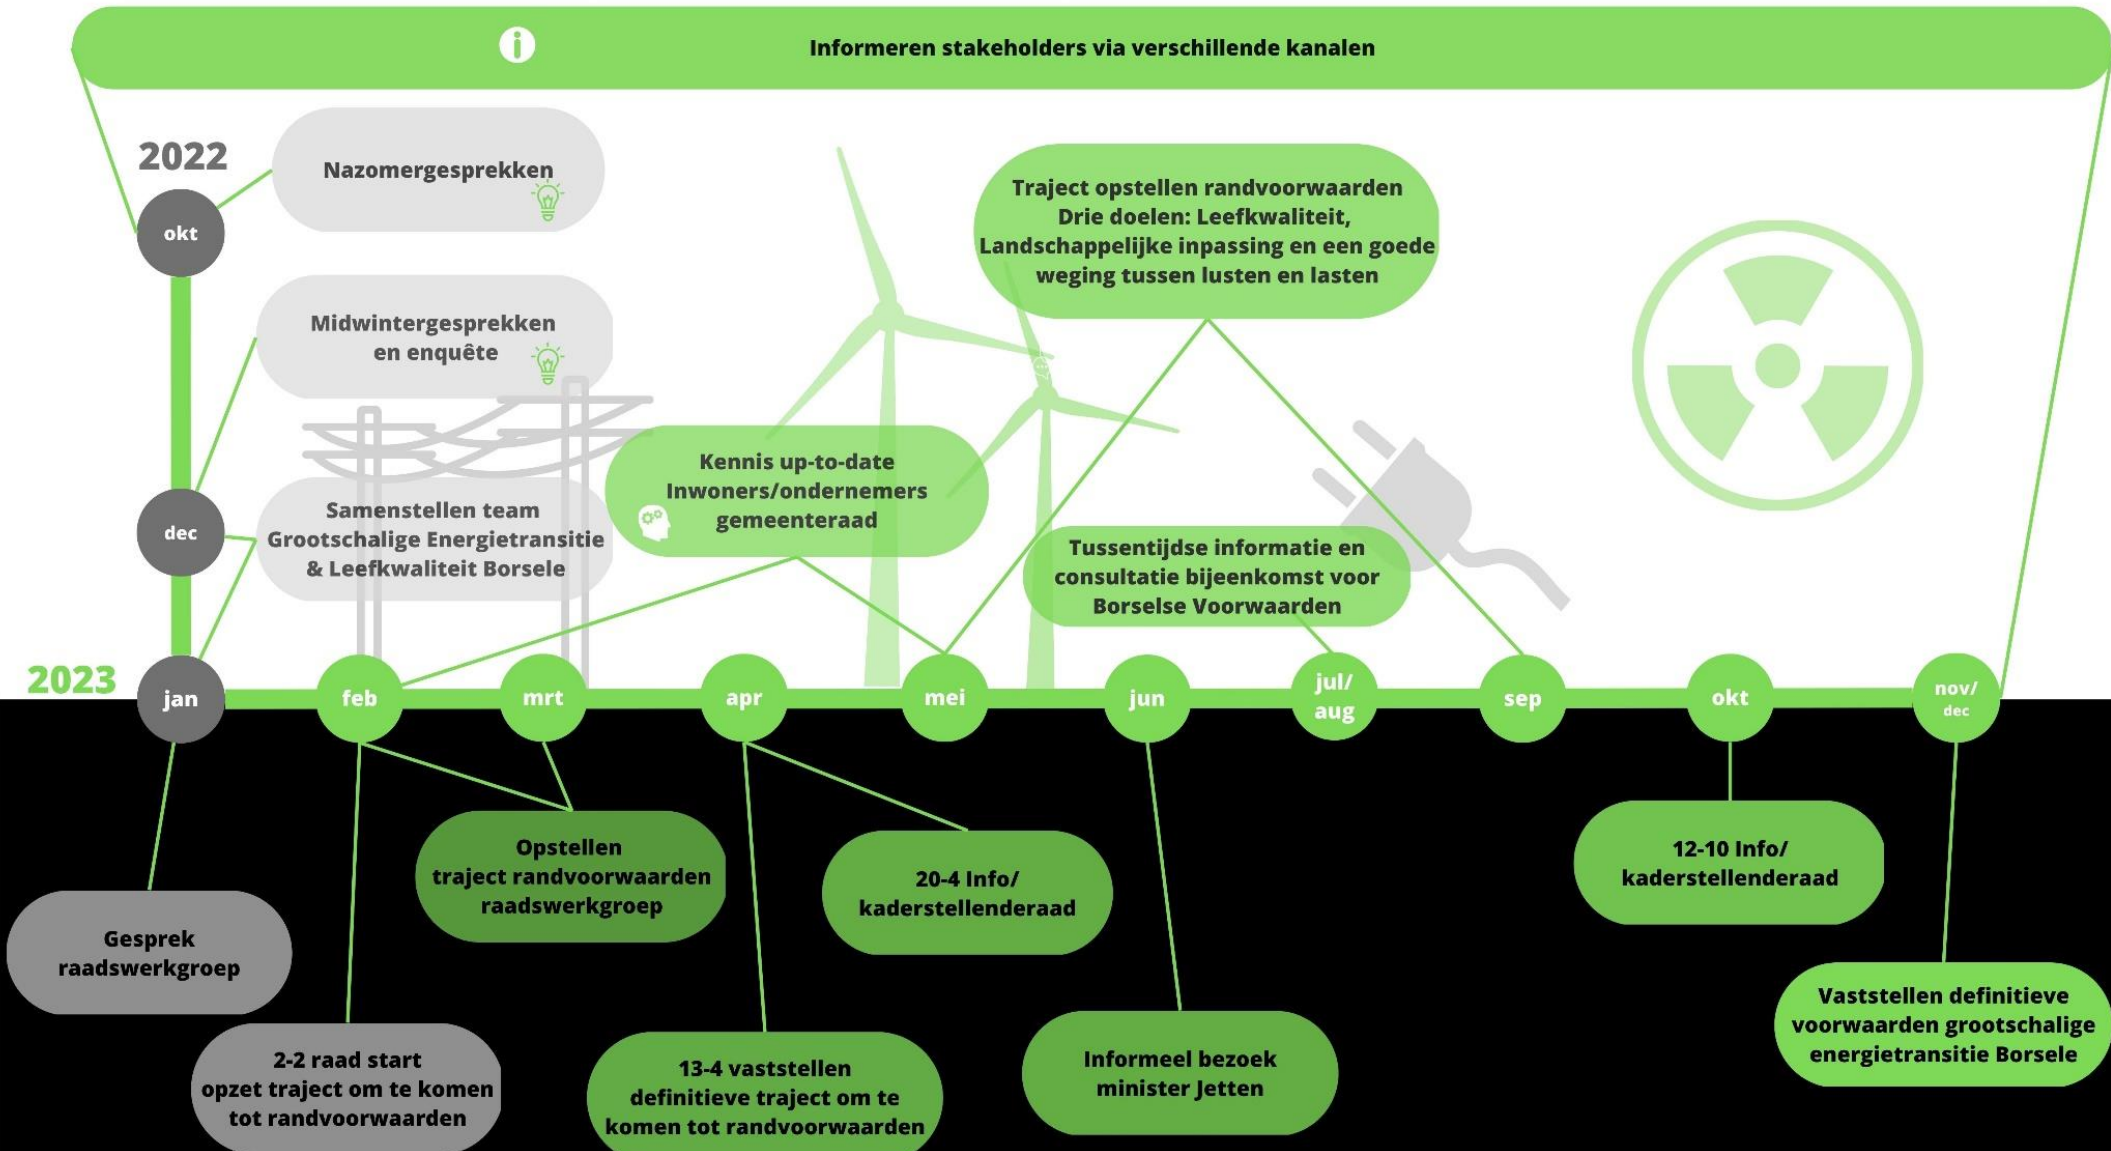 Informeren stakeholders via verschillende kanalen
2022
okt
Nazomergesprekken
Midwintergesprekken
en enquête
dec
Samenstellen team
Grootschalige Energietransitie
& Leefkwaliteit Borsele
Kennis up-to-date
Inwoners/ondernemers
gemeenteraad
Traject opstellen randvoorwaarden
Drie doelen: Leefkwaliteit,
Landschappelijke inpassing en een goede
weging tussen lusten en lasten
Tussentijdse informatie en
consultatie bijeenkomst voor
Borselse Voorwaarden
2023
jan
feb
mrt
apr
mei
jun
jul/
aug
sep
okt
nov/
dec
Gesprek
raadswerkgroep
2-2 raad start
opzet traject om te komen
tot randvoorwaarden
Opstellen
traject randvoorwaarden
raadswerkgroep
13-4 vaststellen
definitieve traject om te
komen tot randvoorwaarden
20-4 Info/
kaderstellenderaad
Informeel bezoek
minister Jetten
12-10 Info/
kaderstellenderaad
Vaststellen definitieve
voorwaarden grootschalige
energietransitie Borsele